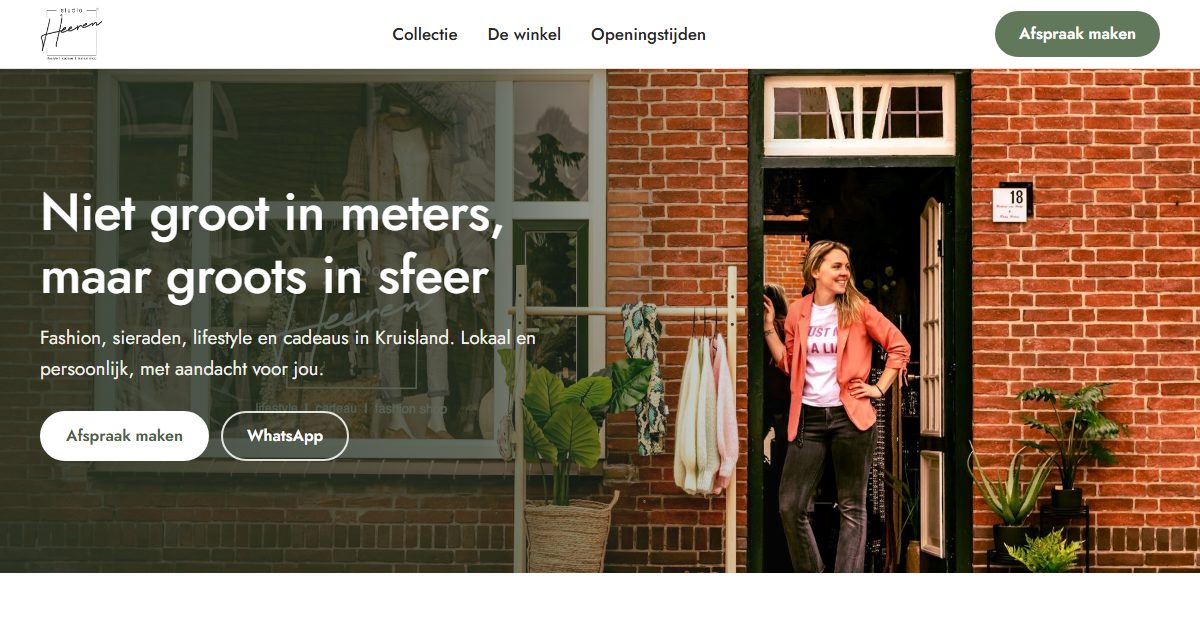 studio
Heeren
Collectie
De winkel
Openingstijden
Afspraak maken
18
Niet groot in meters,
maar groots in sfeer
Heeren
Fashion, sieraden, lifestyle en cadeaus in Kruisland. Lokaal en
persoonlijk, met aandacht voor jou.
lifestyle | cadeau | fashion shop
Afspraak maken
WhatsApp